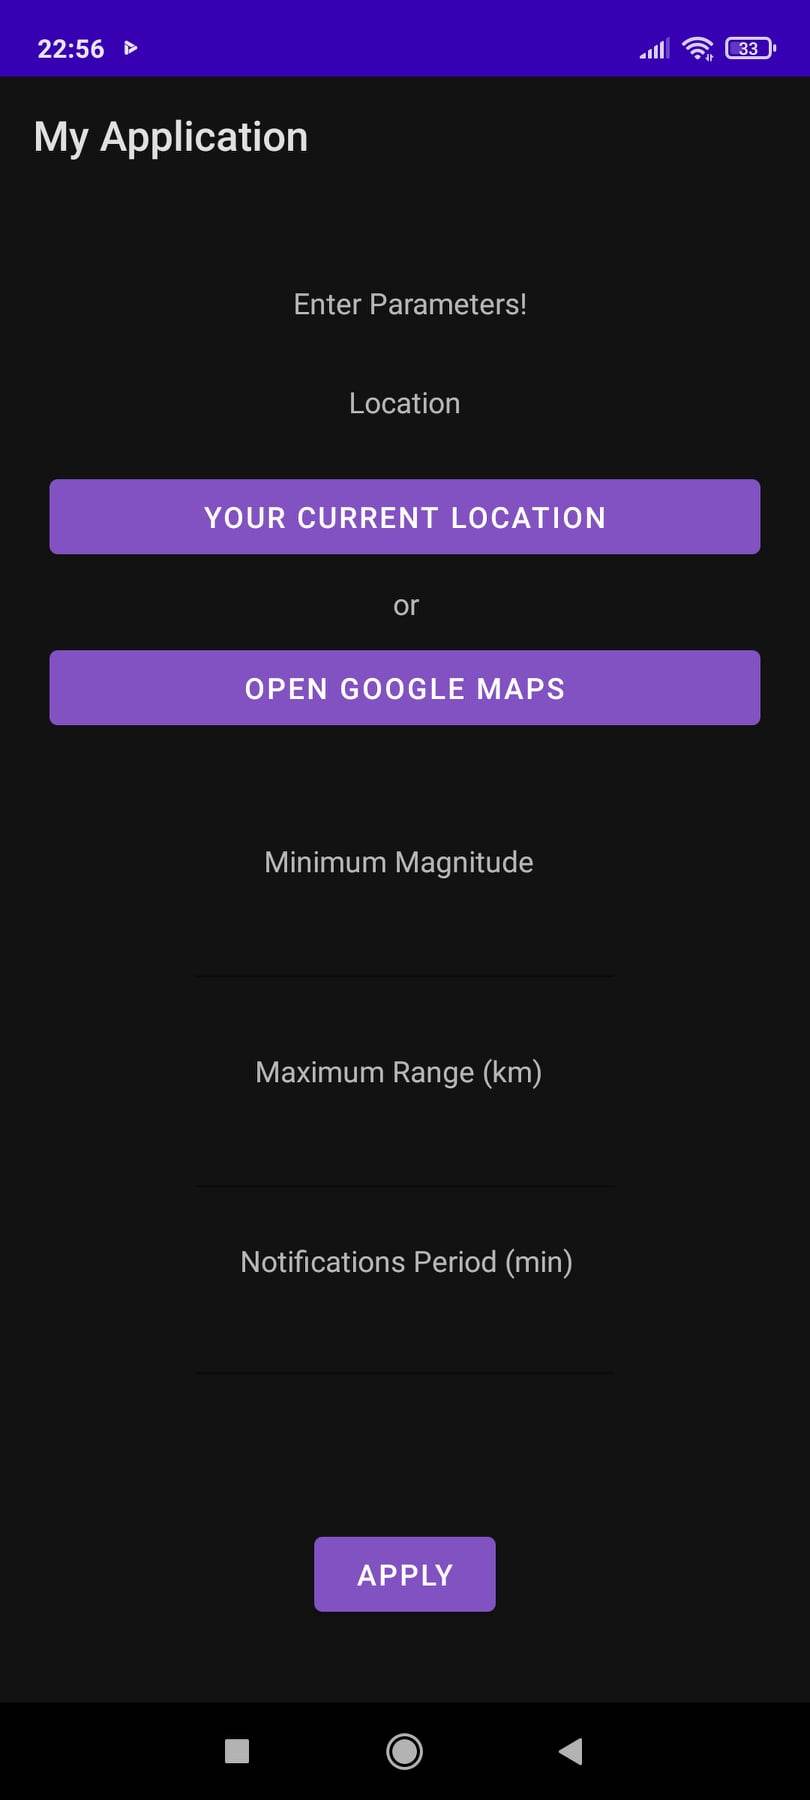 22:56
33
My Application
Enter Parameters!
Location
YOUR CURRENT LOCATION
or
OPEN GOOGLE MAPS
Minimum Magnitude
Maximum Range (km)
Notifications Period (min)
APPLY